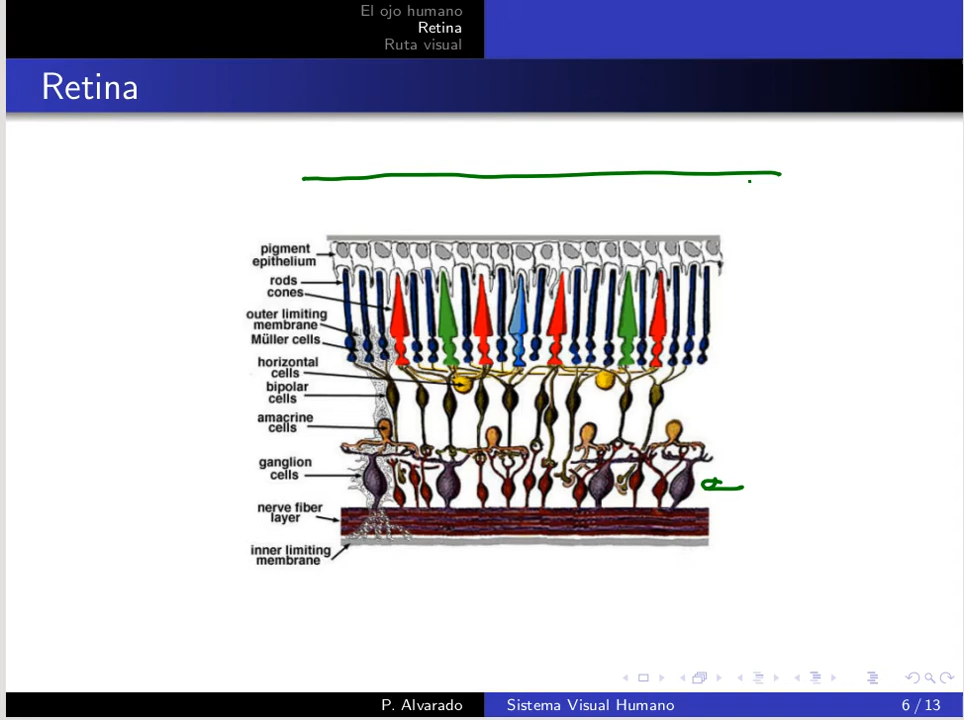 El ojo humano
Retina
Ruta visual
Retina
pigment
epithelium
rods
cones
outer limiting
membrane
Müller cells
horizontal
cells
bipolar
cells
amacrine
cells
ganglion
cells
nerve fiber
layer
inner limiting
membrane
P. Alvarado
Sistema Visual Humano
6 / 13